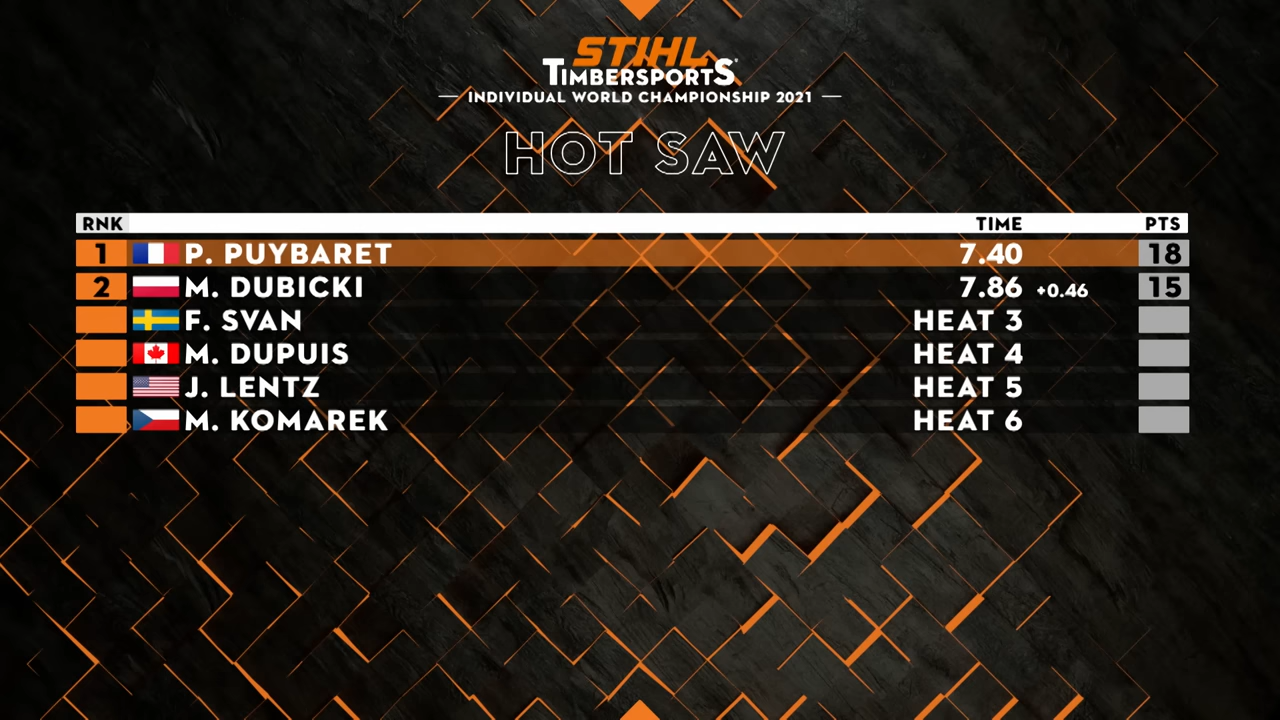 STIHL
TIMBERSPORTS®
INDIVIDUAL WORLD CHAMPIONSHIP 2021
HOT SAW
RNK TIME PTS
1 P. PUYBARET 7.40 18
2 M. DUBICKI 7.86 +0.46 15
F. SVAN HEAT 3
M. DUPUIS HEAT 4
J. LENTZ HEAT 5
M. KOMAREK HEAT 6